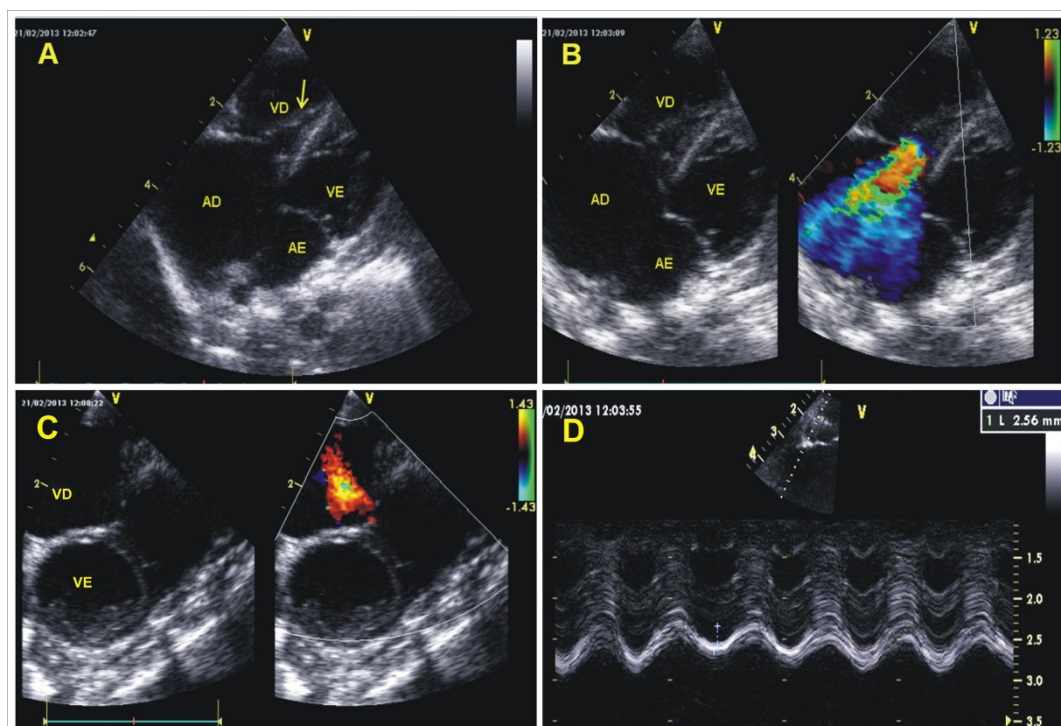 21/02/2013 12:02:47
V
A
2
VD
4
AD
VE
AE
6
21/02/2013 12:03:09
V
B
1.23
-1.23
VD
2
4
AD
VE
AE
21/02/2013 12:08:22
V
V
C
1.43
-1.43
2
2
VD
VE
/02/2013 12:03:55
V
D
2
3
4
1 L 2.56 mm
1.5
2.0
2.5
3.0
3.5